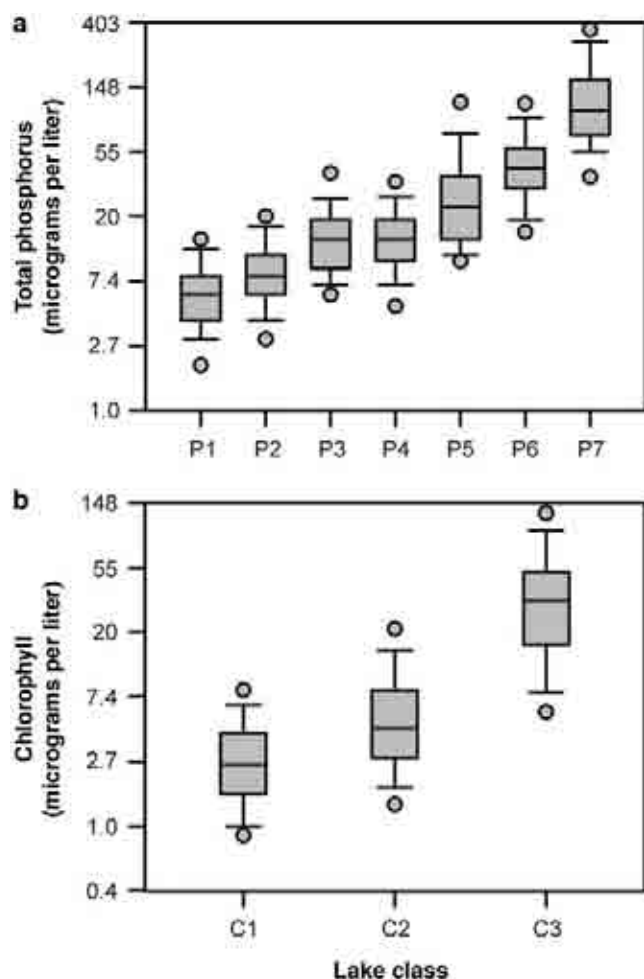 a
Total phosphorus
(micrograms per liter)
403
148
55
20
7.4
2.7
1.0
P1 P2 P3 P4 P5 P6 P7
b
Chlorophyll
(micrograms per liter)
148
55
20
7.4
2.7
1.0
0.4
C1 C2 C3
Lake class